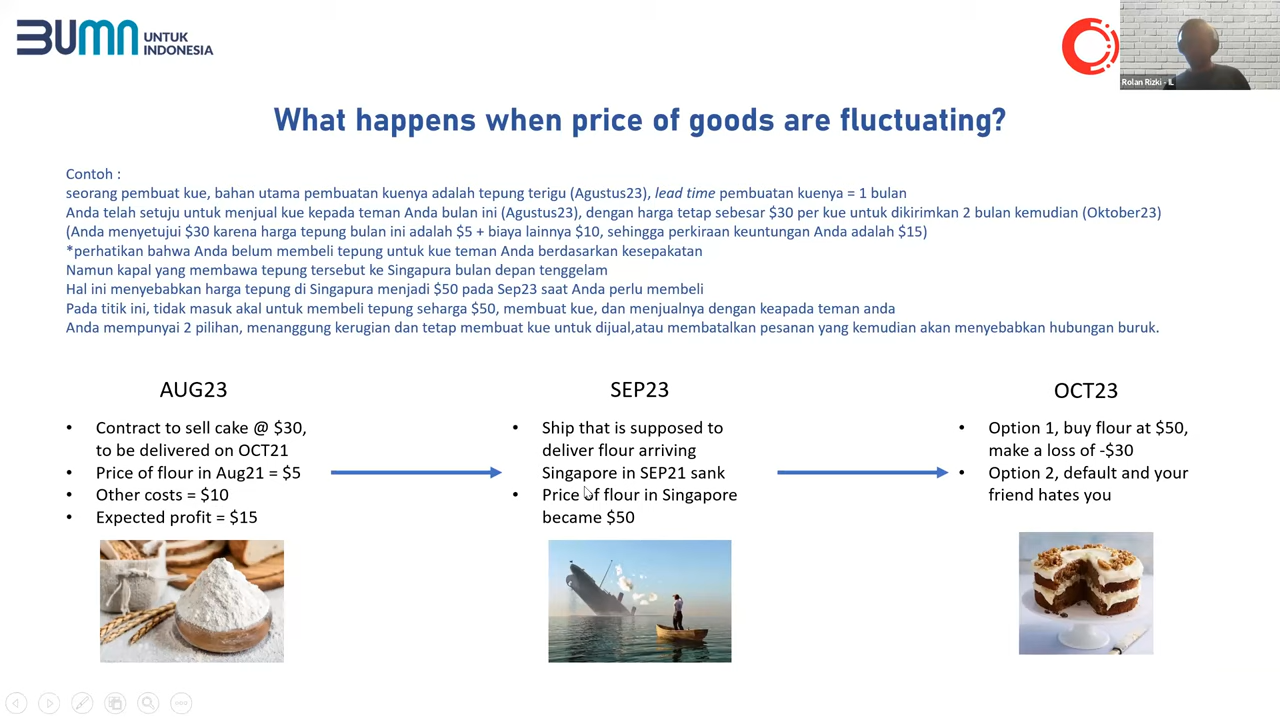 BUMN UNTUK
INDONESIA
Rolan Rizki - IL
What happens when price of goods are fluctuating?
Contoh :
seorang pembuat kue, bahan utama pembuatan kuenya adalah tepung terigu (Agustus23), lead time pembuatan kuenya = 1 bulan
Anda telah setuju untuk menjual kue kepada teman Anda bulan ini (Agustus23), dengan harga tetap sebesar $30 per kue untuk dikirimkan 2 bulan kemudian (Oktober23)
(Anda menyetujui $30 karena harga tepung bulan ini adalah $5 + biaya lainnya $10, sehingga perkiraan keuntungan Anda adalah $15)
*perhatikan bahwa Anda belum membeli tepung untuk kue teman Anda berdasarkan kesepakatan
Namun kapal yang membawa tepung tersebut ke Singapura bulan depan tenggelam
Hal ini menyebabkan harga tepung di Singapura menjadi $50 pada Sep23 saat Anda perlu membeli
Pada titik ini, tidak masuk akal untuk membeli tepung seharga $50, membuat kue, dan menjualnya dengan keapada teman anda
Anda mempunyai 2 pilihan, menanggung kerugian dan tetap membuat kue untuk dijual,atau membatalkan pesanan yang kemudian akan menyebabkan hubungan buruk.
AUG23
• Contract to sell cake @ $30,
to be delivered on OCT21
• Price of flour in Aug21 = $5
• Other costs = $10
• Expected profit = $15
SEP23
• Ship that is supposed to
deliver flour arriving
Singapore in SEP21 sank
• Price of flour in Singapore
became $50
OCT23
• Option 1, buy flour at $50,
make a loss of -$30
• Option 2, default and your
friend hates you